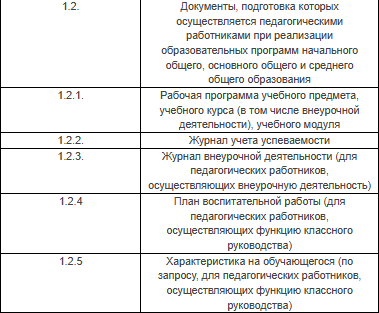 1.2. Документы, подготовка которых
осуществляется педагогическими
работниками при реализации
образовательных программ начального
общего, основного общего и среднего
общего образования
1.2.1. Рабочая программа учебного предмета,
учебного курса (в том числе внеурочной
деятельности), учебного модуля
1.2.2. Журнал учета успеваемости
1.2.3. Журнал внеурочной деятельности (для
педагогических работников,
осуществляющих внеурочную деятельность)
1.2.4 План воспитательной работы (для
педагогических работников,
осуществляющих функцию классного
руководства)
1.2.5 Характеристика на обучающегося (по
запросу, для педагогических работников,
осуществляющих функцию классного
руководства)